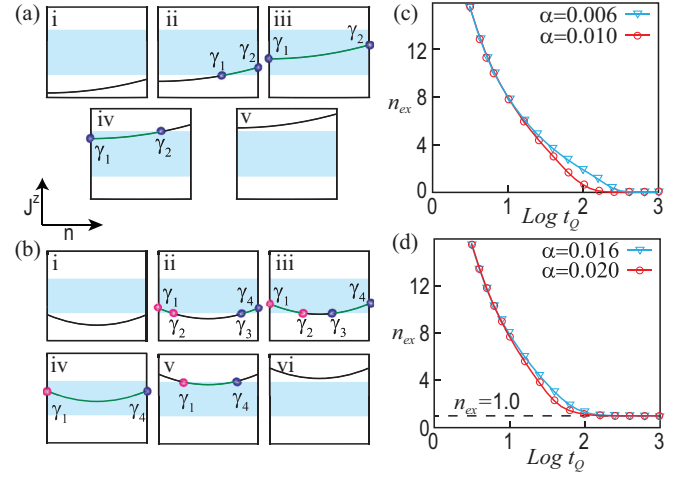 (a)
i
ii
γ₁
γ₂
iii
γ₁
γ₂
iv
γ₁
γ₂
v
Jᶻ
n
(b)
i
ii
γ₁
γ₂
γ₃
γ₄
iii
γ₁
γ₂
γ₃
γ₄
iv
γ₁
γ₄
v
γ₁
γ₄
vi
(c)
α=0.006
α=0.010
16
12
8
4
0
n_ex
0 1 2 3
Log t_Q
(d)
α=0.016
α=0.020
16
12
8
4
0
n_ex
n_ex=1.0
0 1 2 3
Log t_Q